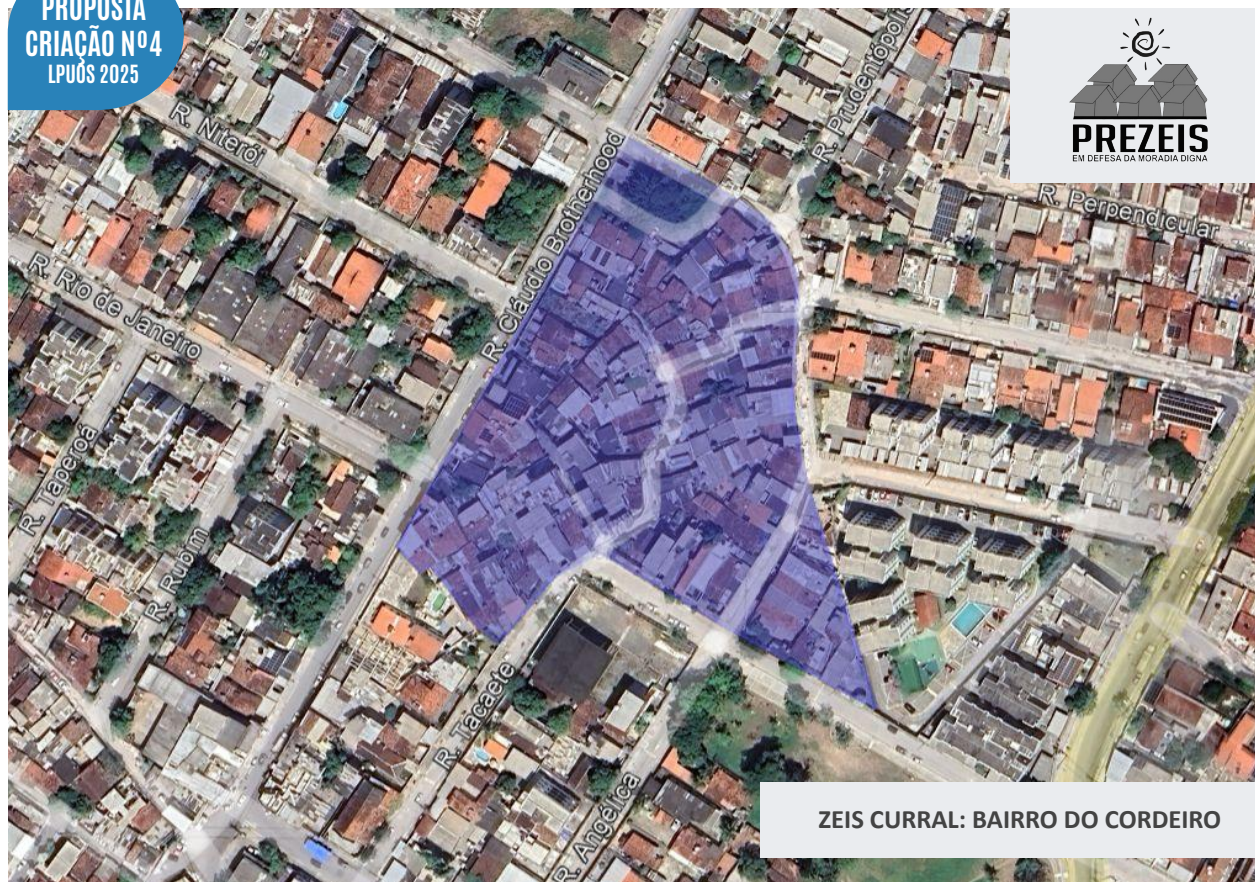 PROPOSTA
CRIAÇÃO Nº4
LPUOS 2025
PREZEIS
EM DEFESA DA MORADIA DIGNA
R. Niterói
R. Prudentópolis
R. Perpendicular
R. Cláudio Brotherhood
R. Rio de Janeiro
R. Taperoá
R. Rubim
R. Tacaete
R. Angélica
ZEIS CURRAL: BAIRRO DO CORDEIRO